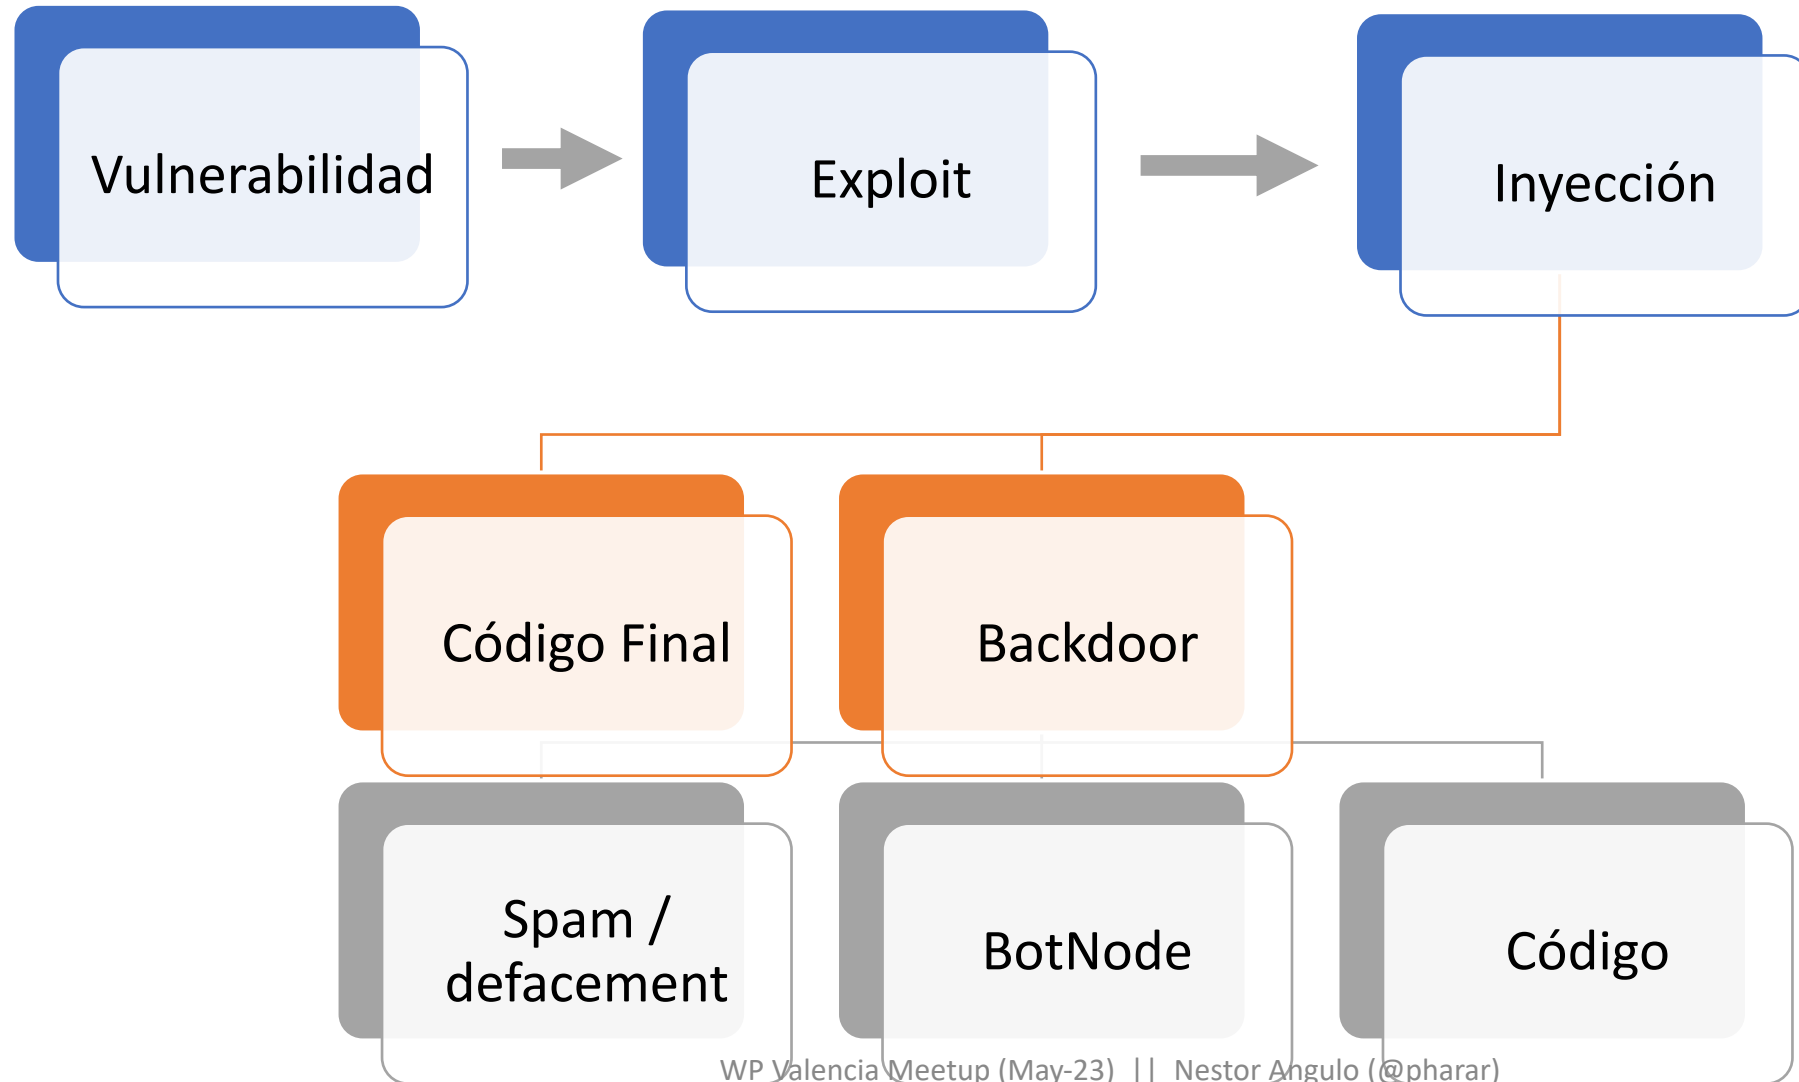 Vulnerabilidad
Exploit
Inyección
Código Final
Backdoor
Spam /
defacement
BotNode
Código
WP Valencia Meetup (May-23) || Nestor Angulo (@pharar)